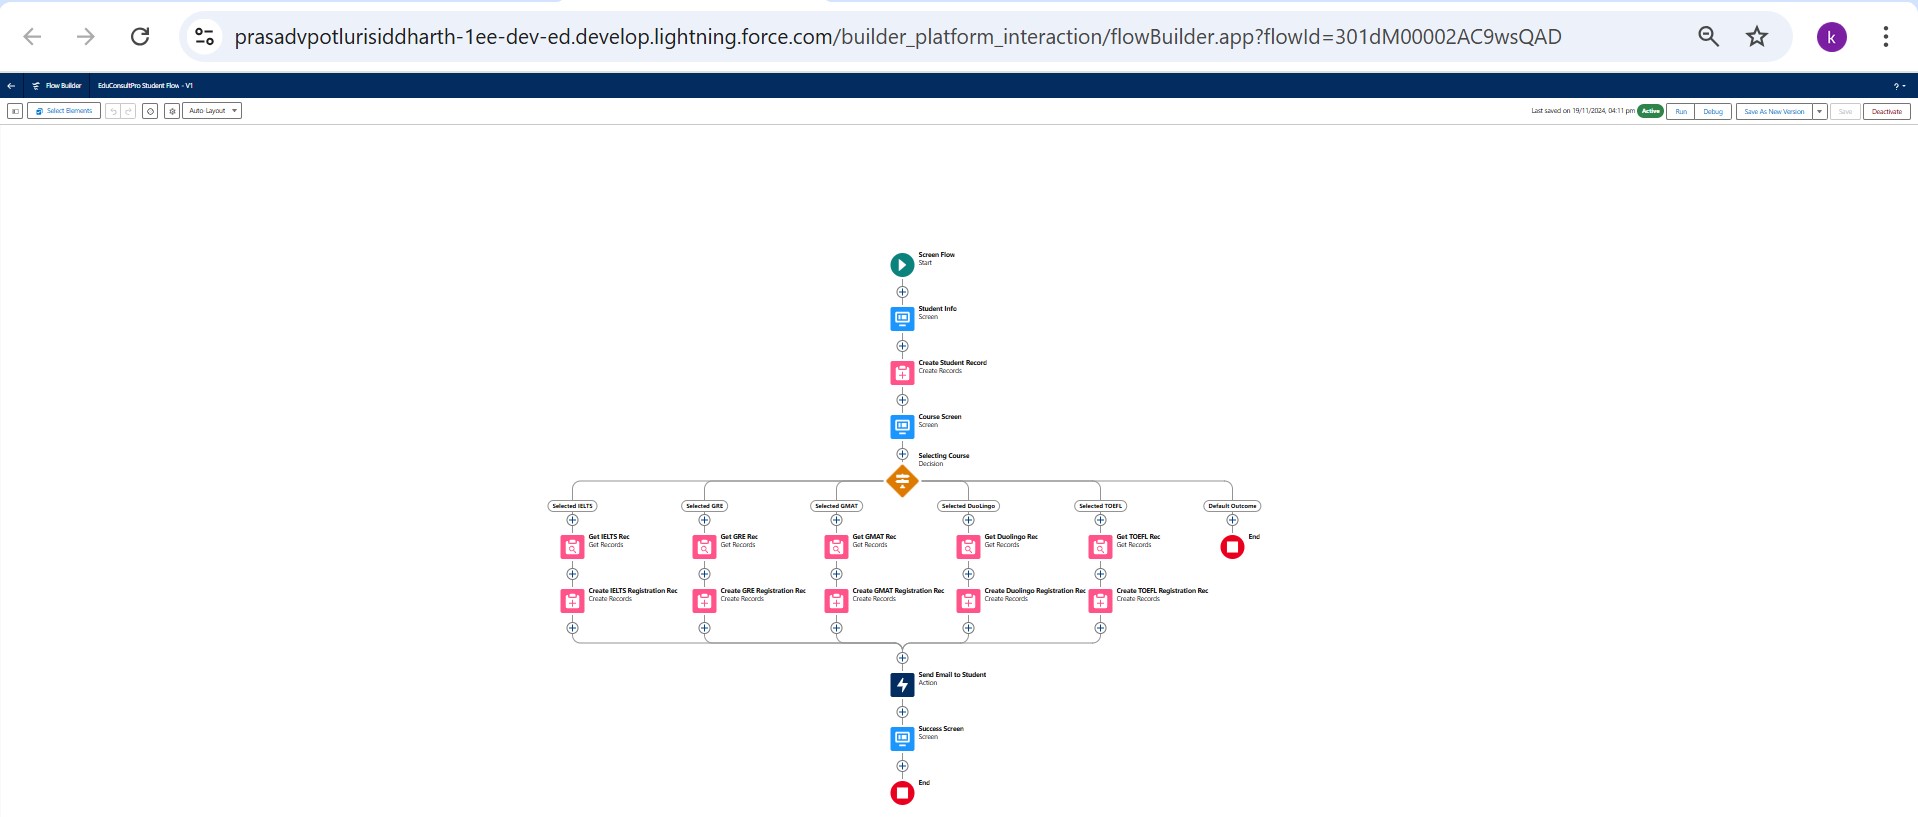 prasadvpotlurisiddharth-1ee-dev-ed.develop.lightning.force.com/builder_platform_interaction/flowBuilder.app?flowId=301dM00002AC9wsQAD
k
Flow Builder EduConsultPro Student Flow - V1 ?
Select Elements Auto-Layout Last saved on 19/11/2024, 04:11 pm Active Run Debug Save As New Version Save Deactivate
Screen Flow
Start
Student Info
Screen
Create Student Record
Create Records
Course Screen
Screen
Selecting Course
Decision
Selected IELTS Selected GRE Selected GMAT Selected DuoLingo Selected TOEFL Default Outcome
Get IELTS Rec Get GRE Rec Get GMAT Rec Get Duolingo Rec Get TOEFL Rec End
Get Records Get Records Get Records Get Records Get Records
Create IELTS Registration Rec Create GRE Registration Rec Create GMAT Registration Rec Create Duolingo Registration Rec Create TOEFL Registration Rec
Create Records Create Records Create Records Create Records Create Records
Send Email to Student
Action
Success Screen
Screen
End